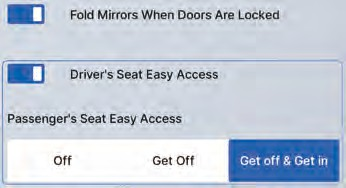 Fold Mirrors When Doors Are Locked
Driver's Seat Easy Access
Passenger's Seat Easy Access
Off Get Off Get off & Get in